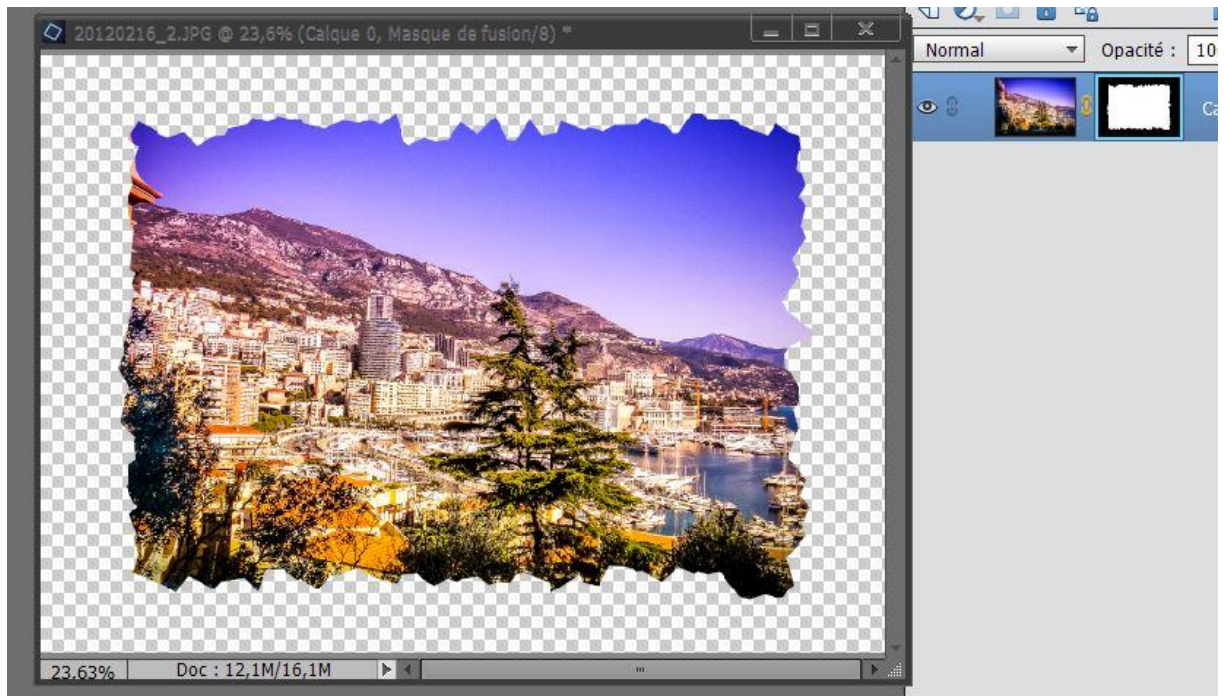 20120216_2.JPG @ 23,6% (Calque 0, Masque de fusion/8) *
Normal
Opacité :
10
Ca
23,63%
Doc : 12,1M/16,1M